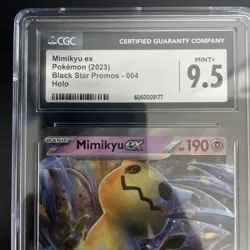 CGC
CERTIFIED GUARANTY COMPANY
Mimikyu ex
Pokémon (2023)
Black Star Promos - 004
Holo
6060009177
MINT+
9.5
BASIC
Mimikyu ex
HP 190